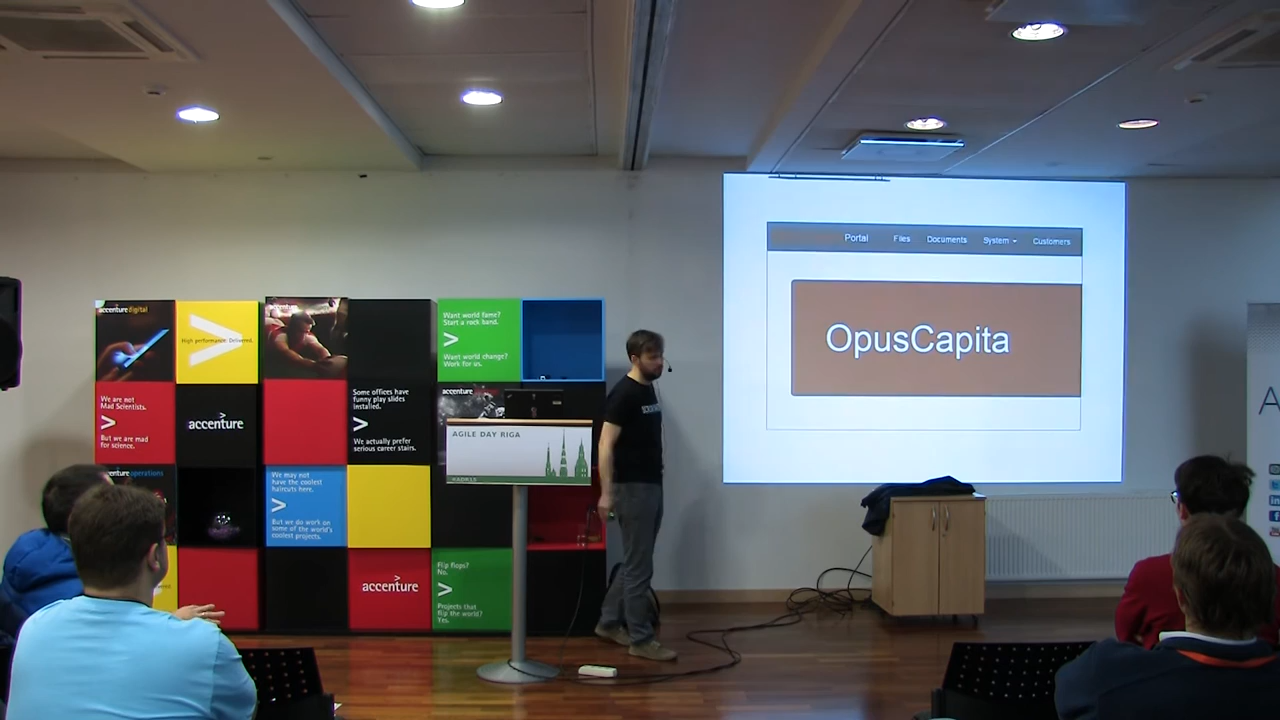 accenture digital
High performance. Delivered.
accenture
Want world fame?
Start a rock band.
>
Want world change?
Work for us.
We are not
Mad Scientists.
>
But we are mad
for science.
accenture
Some offices have
funny play slides
installed.
>
We actually prefer
serious career stairs.
accenture
AGILE DAY RIGA
accenture operations
We may not
have the coolest
haircuts here.
>
But we do work on
some of the world's
coolest projects.
accenture
Flip flops?
No.
>
Projects that
flip the world?
Yes.
Portal Files Documents System Customers
OpusCapita
A